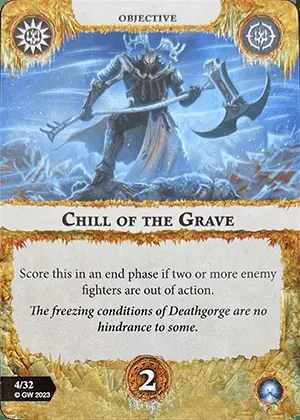 OBJECTIVE
CHILL OF THE GRAVE
Score this in an end phase if two or more enemy
fighters are out of action.
The freezing conditions of Deathgorge are no
hindrance to some.
4/32
© GW 2023
2